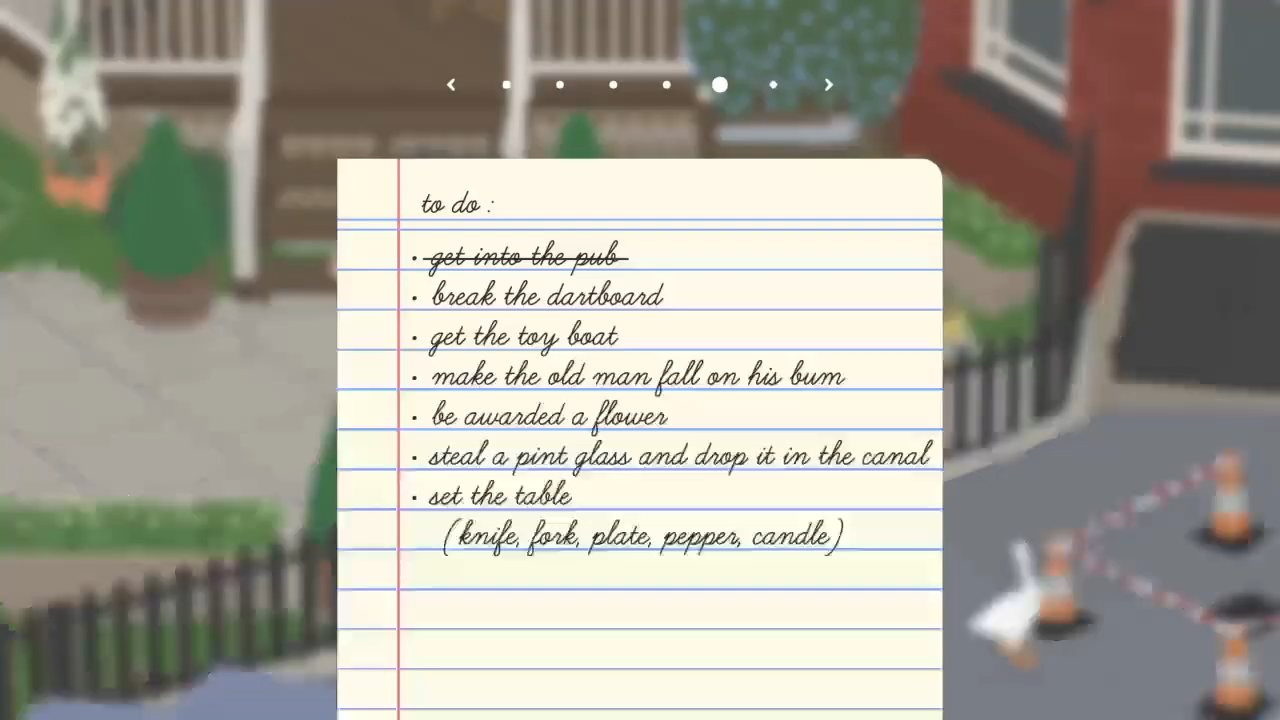 to do :
• get into the pub
• break the dartboard
• get the toy boat
• make the old man fall on his bum
• be awarded a flower
• steal a pint glass and drop it in the canal
• set the table
(knife, fork, plate, pepper, candle)